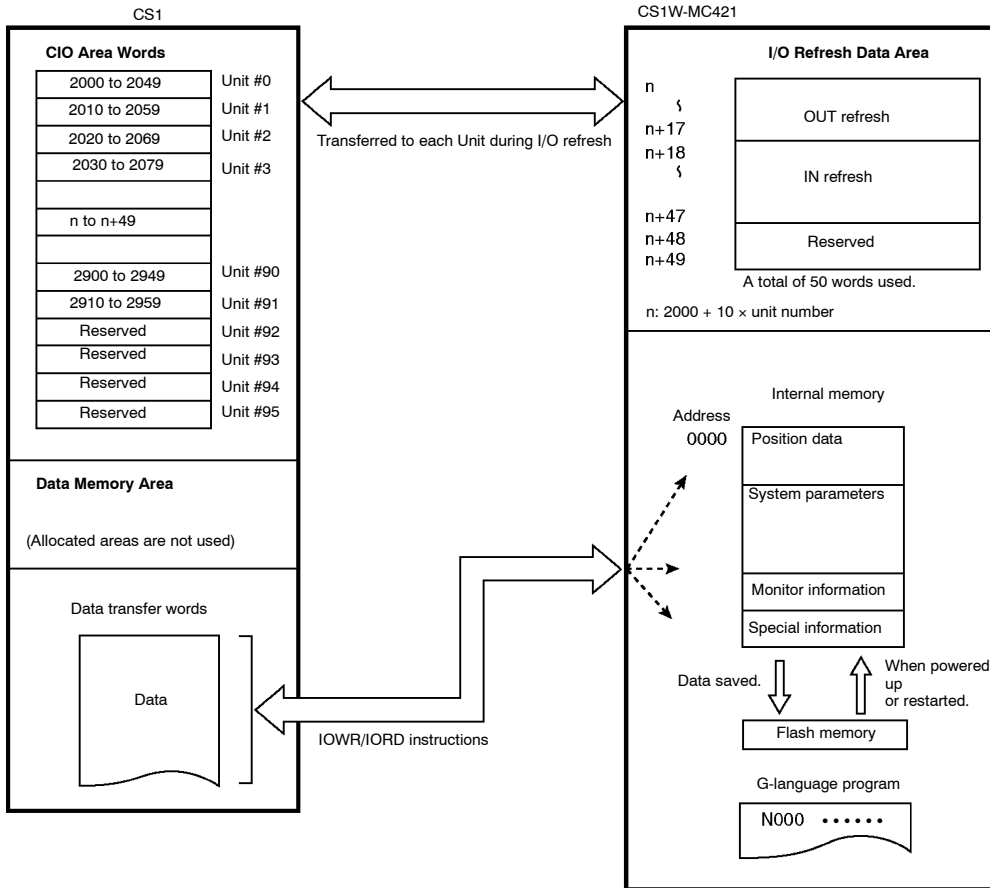 CS1
CIO Area Words
2000 to 2049 Unit #0
2010 to 2059 Unit #1
2020 to 2069 Unit #2
2030 to 2079 Unit #3
n to n+49
2900 to 2949 Unit #90
2910 to 2959 Unit #91
Reserved Unit #92
Reserved Unit #93
Reserved Unit #94
Reserved Unit #95
Data Memory Area
(Allocated areas are not used)
Data transfer words
Data
Transferred to each Unit during I/O refresh
IOWR/IORD instructions
CS1W-MC421
I/O Refresh Data Area
n
n+17
OUT refresh
n+18
IN refresh
n+47
n+48
Reserved
n+49
A total of 50 words used.
n: 2000 + 10 × unit number
Internal memory
Address
0000
Position data
System parameters
Monitor information
Special information
Data saved.
When powered
up
or restarted.
Flash memory
G-language program
N000 ••••••